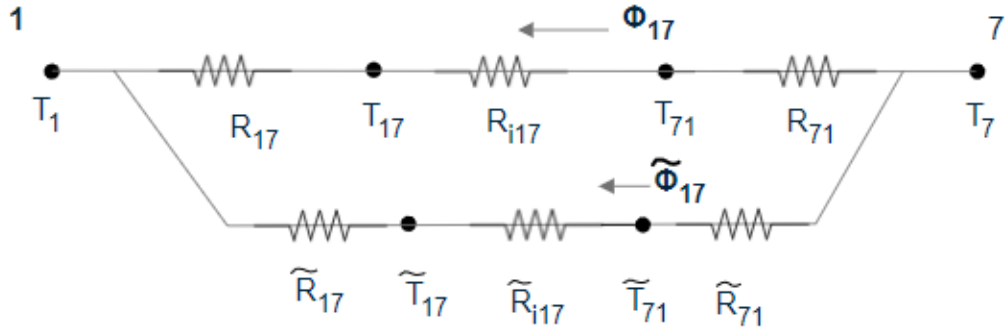 1 Φ₁₇ 7
T₁ R₁₇ T₁₇ Rᵢ₁₇ T₇₁ R₇₁ T₇
Φ̃₁₇
R̃₁₇ T̃₁₇ R̃ᵢ₁₇ T̃₇₁ R̃₇₁